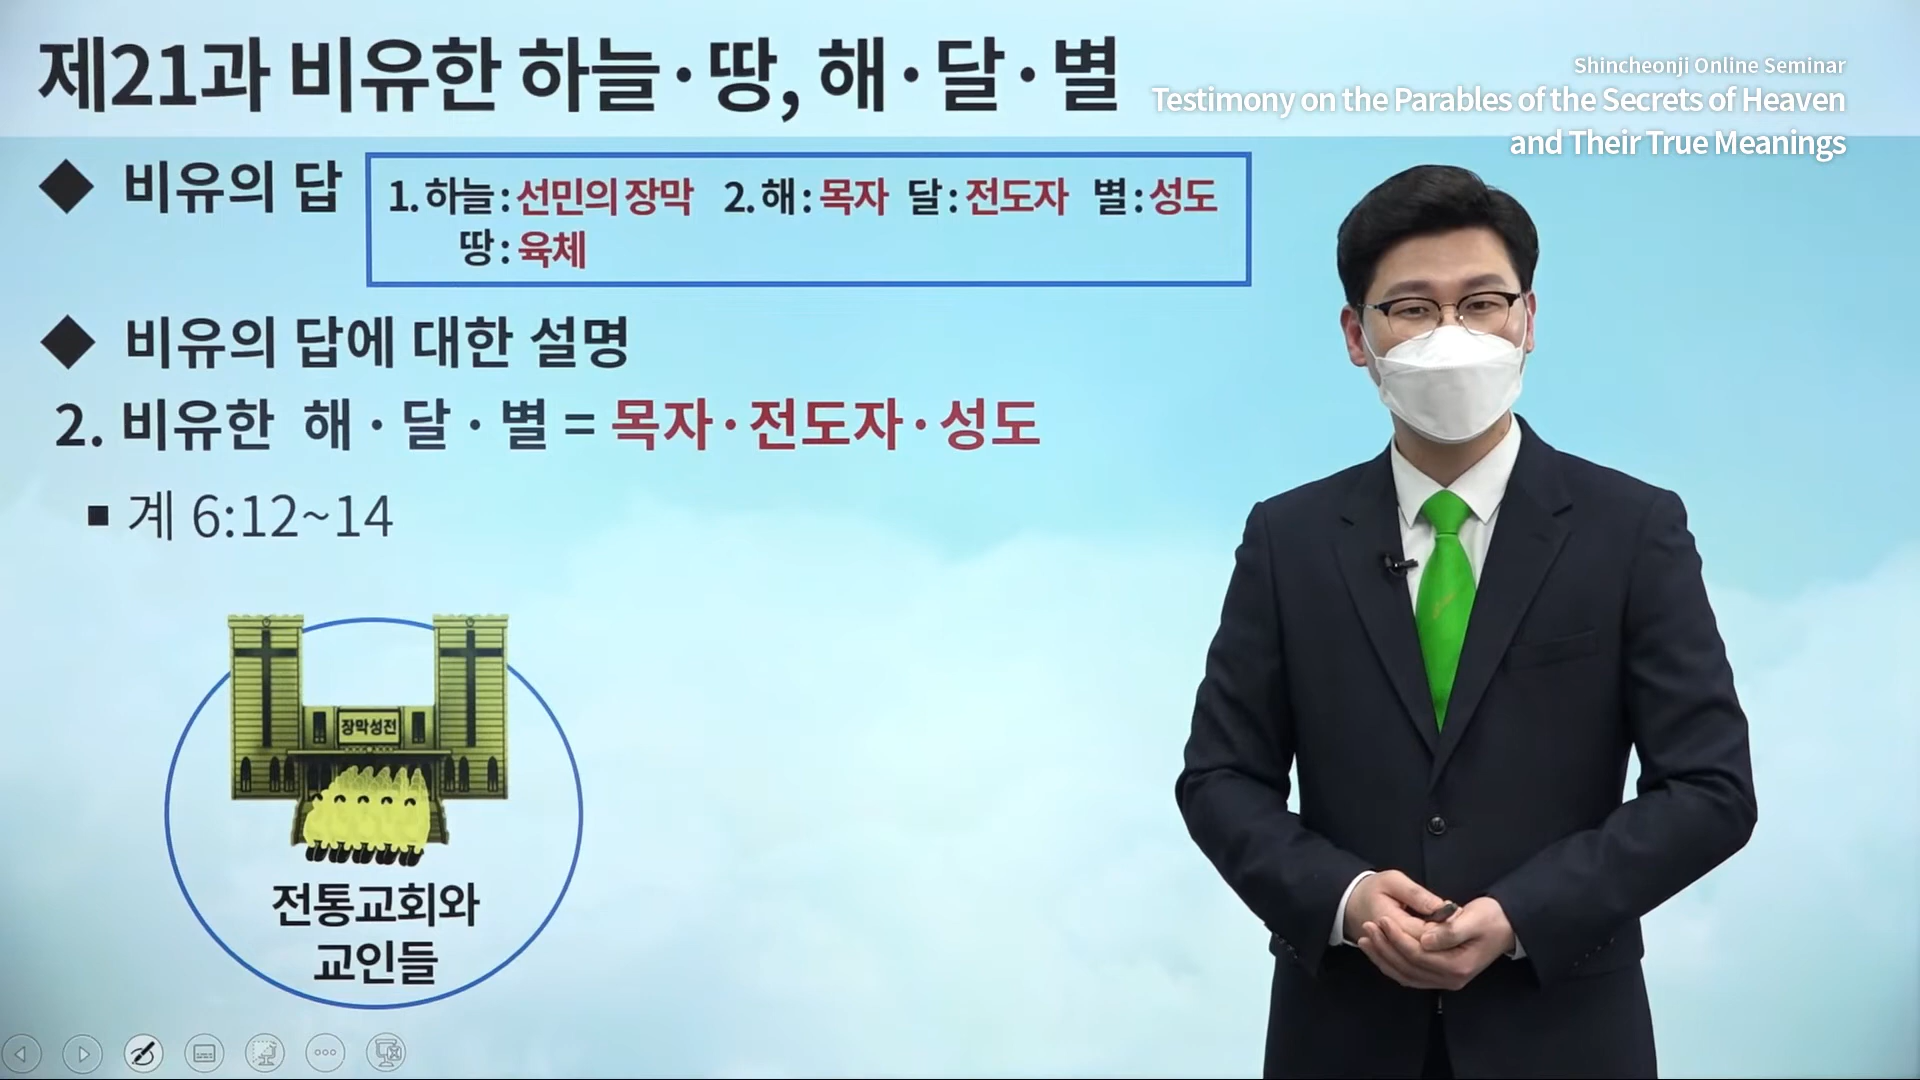 제21과 비유한 하늘·땅, 해·달·별
Shincheonji Online Seminar
Testimony on the Parables of the Secrets of Heaven
and Their True Meanings
◆ 비유의 답
1. 하늘 : 선민의 장막 2. 해 : 목자 달 : 전도자 별 : 성도
땅 : 육체
◆ 비유의 답에 대한 설명
2. 비유한 해 · 달 · 별 = 목자 · 전도자 · 성도
■ 계 6:12~14
장막성전
전통교회와
교인들